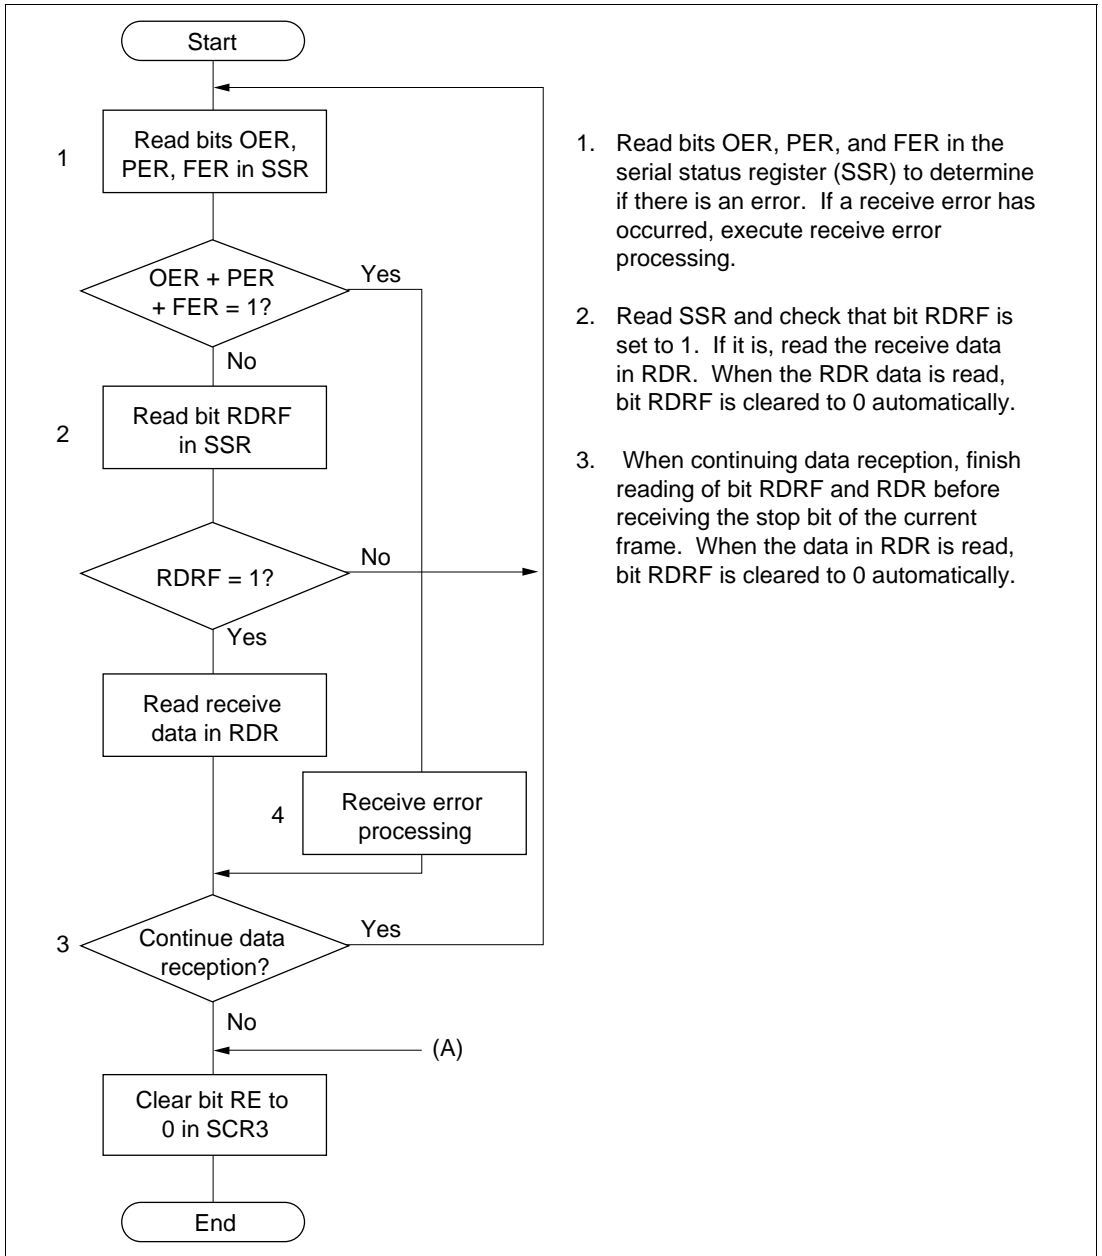 Start
1
Read bits OER,
PER, FER in SSR
OER + PER
+ FER = 1?
Yes
No
2
Read bit RDRF
in SSR
RDRF = 1?
No
Yes
Read receive
data in RDR
4
Receive error
processing
3
Continue data
reception?
Yes
No
(A)
Clear bit RE to
0 in SCR3
End
1. Read bits OER, PER, and FER in the
serial status register (SSR) to determine
if there is an error. If a receive error has
occurred, execute receive error
processing.
2. Read SSR and check that bit RDRF is
set to 1. If it is, read the receive data
in RDR. When the RDR data is read,
bit RDRF is cleared to 0 automatically.
3. When continuing data reception, finish
reading of bit RDRF and RDR before
receiving the stop bit of the current
frame. When the data in RDR is read,
bit RDRF is cleared to 0 automatically.